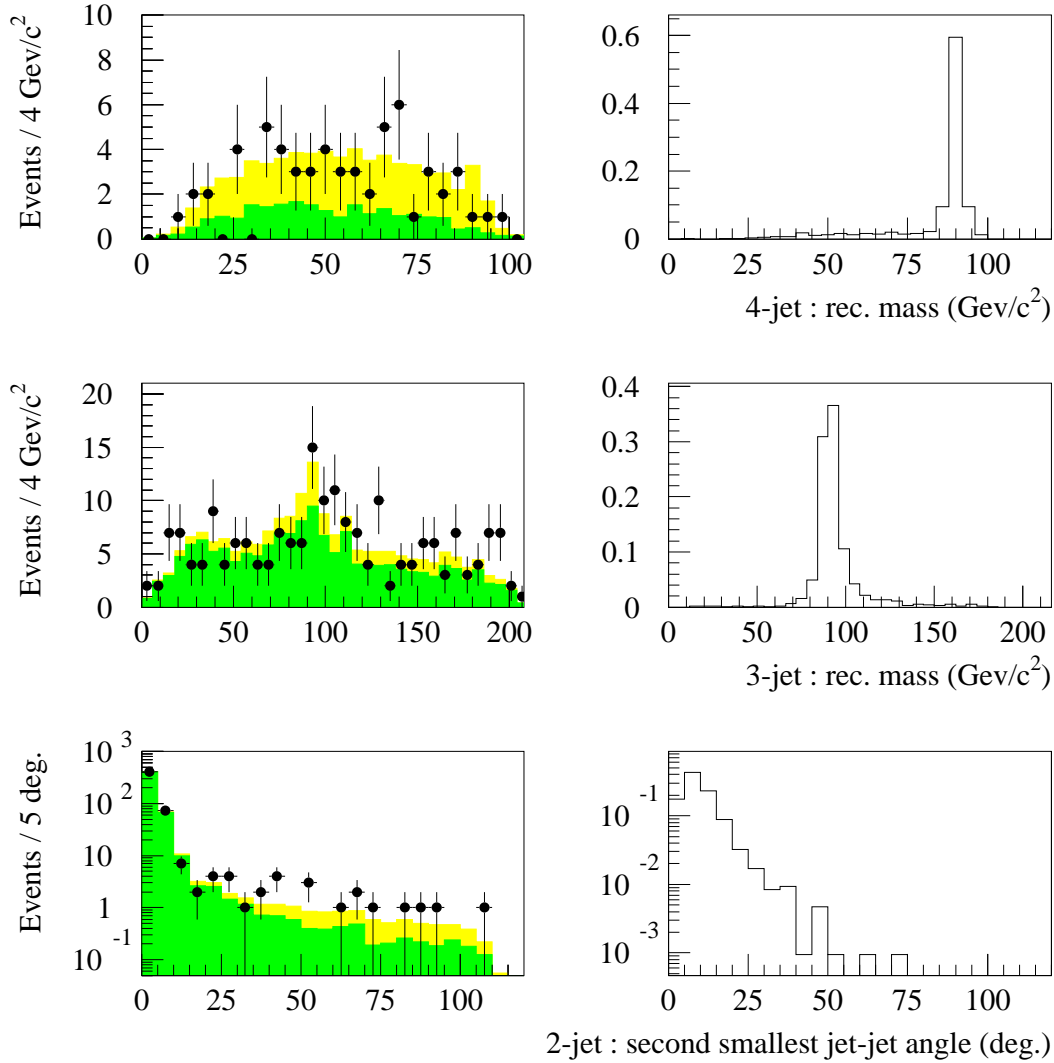 Events / 4 Gev/c²
10
8
6
4
2
0
0 25 50 75 100
0.6
0.4
0.2
0
0 25 50 75 100
4-jet : rec. mass (Gev/c²)
Events / 4 Gev/c²
20
15
10
5
0
0 50 100 150 200
0.4
0.3
0.2
0.1
0
0 50 100 150 200
3-jet : rec. mass (Gev/c²)
Events / 5 deg.
10³
10²
10
1
10⁻¹
0 25 50 75 100
10⁻¹
10⁻²
10⁻³
0 25 50 75 100
2-jet : second smallest jet-jet angle (deg.)